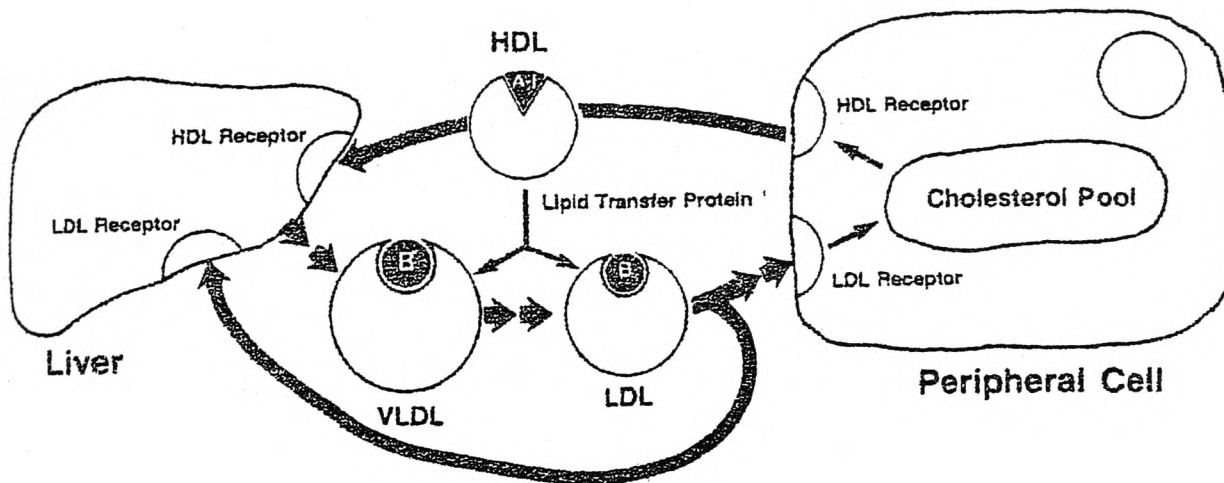 HDL
A-I
HDL Receptor
HDL Receptor
Cholesterol Pool
Lipid Transfer Protein
LDL Receptor
B
B
LDL Receptor
Liver
VLDL
LDL
Peripheral Cell